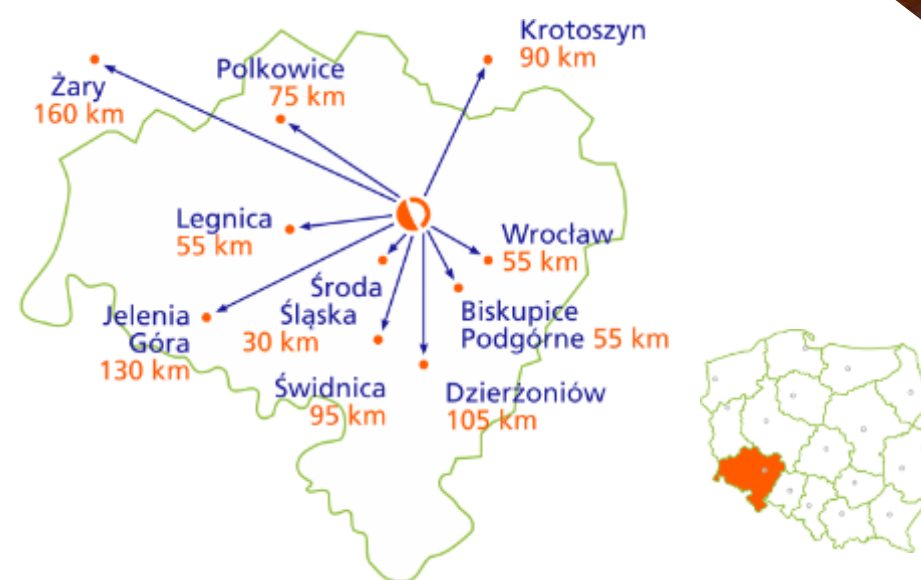 Krotoszyn
90 km
Polkowice
75 km
Żary
160 km
Legnica
55 km
Wrocław
55 km
Środa
Śląska
30 km
Biskupice
Podgórne 55 km
Jelenia
Góra
130 km
Świdnica
95 km
Dzierżoniów
105 km